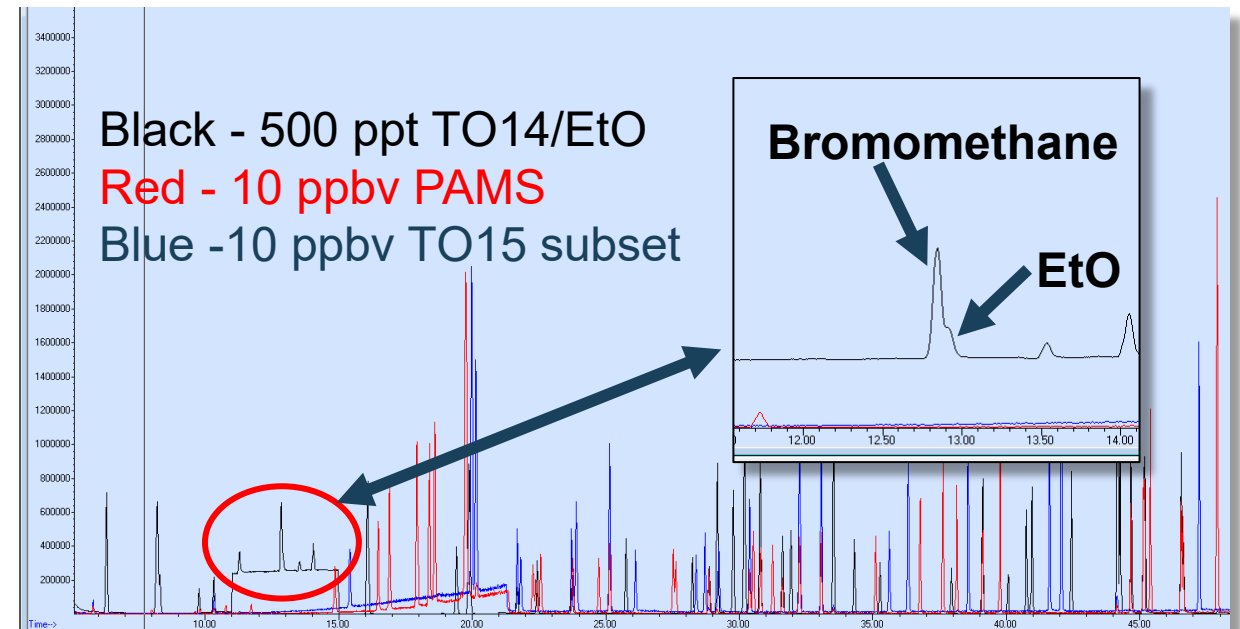 3400000
3200000
3000000
2800000
2600000
2400000
2200000
2000000
1800000
1600000
1400000
1200000
1000000
800000
600000
400000
200000
Time-->
Black - 500 ppt TO14/EtO
Red - 10 ppbv PAMS
Blue -10 ppbv TO15 subset
Bromomethane
EtO
12.00 12.50 13.00 13.50 14.00
10.00 15.00 20.00 25.00 30.00 35.00 40.00 45.00